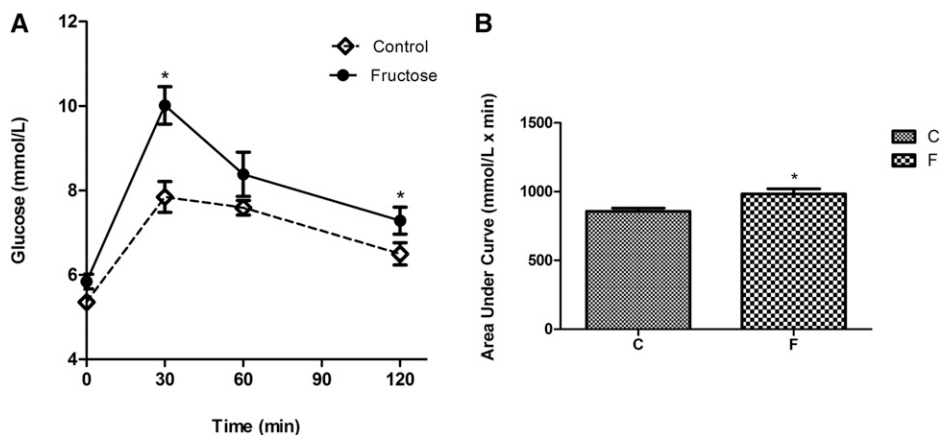 A
Glucose (mmol/L)
12
10
8
6
4
0
30
60
90
120
Time (min)
Control
Fructose
*
*
B
Area Under Curve (mmol/L x min)
1500
1000
500
0
C
F
*
C
F